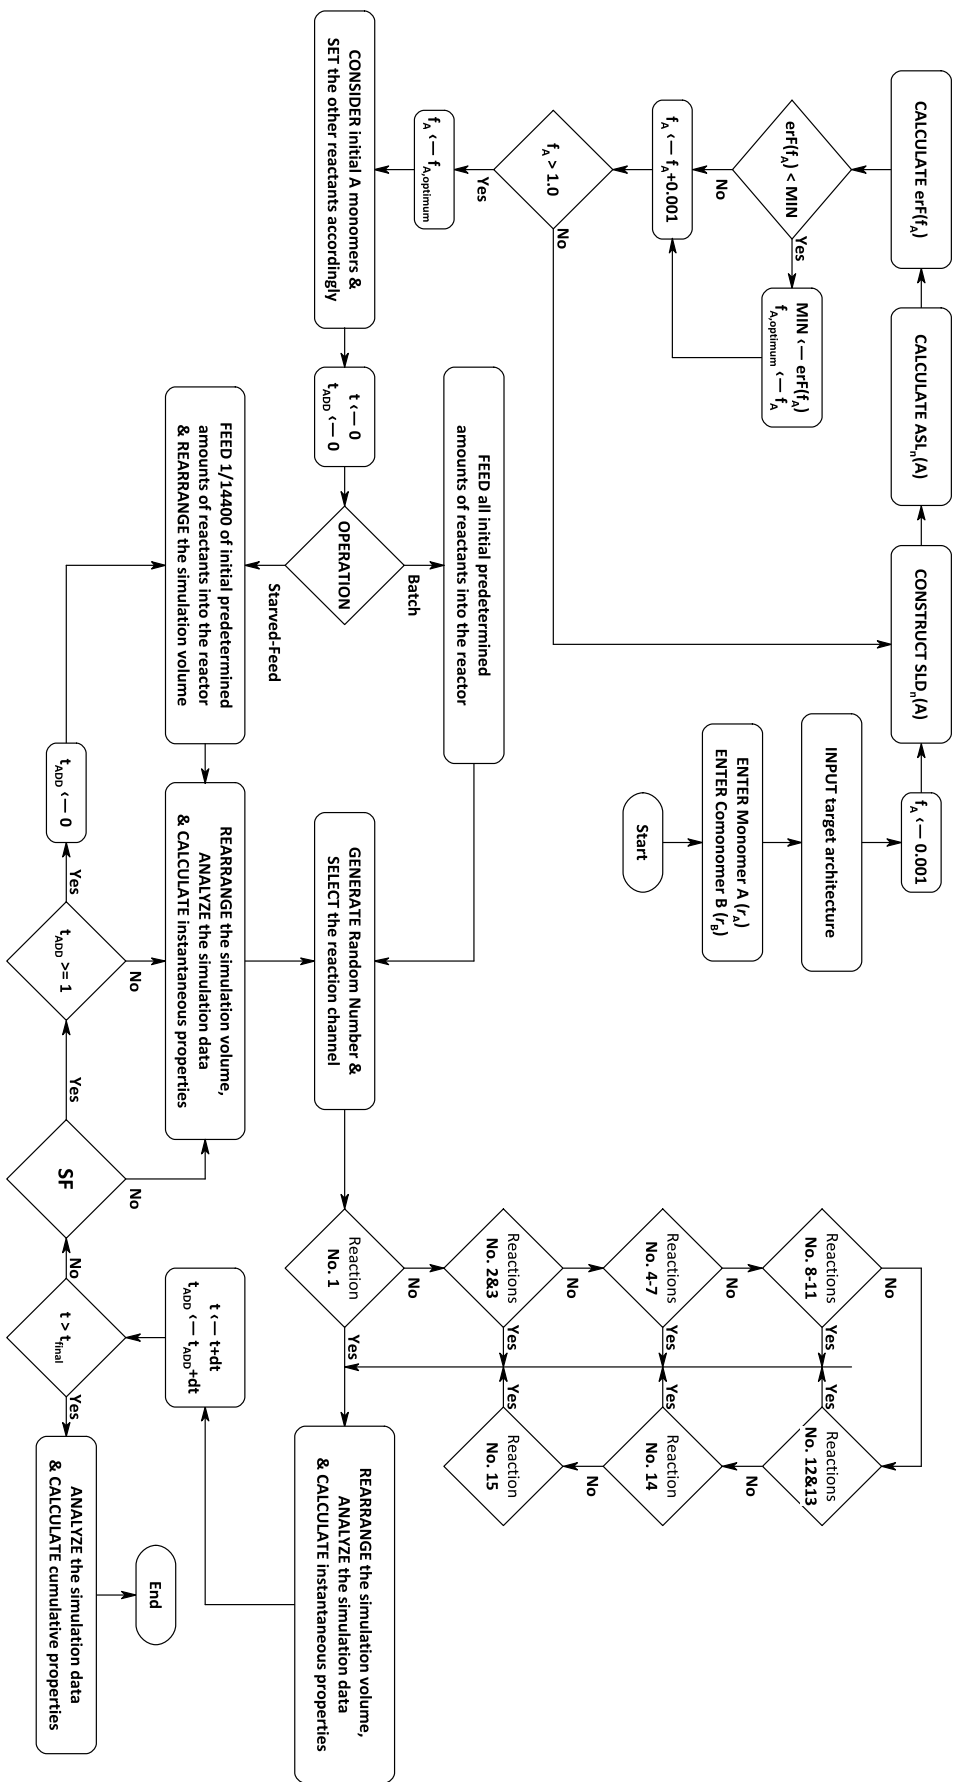 Start
ENTER Monomer A (rA)
ENTER Comonomer B (rB)
INPUT target architecture
fA ‹— 0.001
CONSTRUCT SLDn(A)
CALCULATE ASLn(A)
CALCULATE erF(fA)
erF(fA) < MIN
Yes
MIN ‹— erF(fA)
fA,optimum ‹— fA
No
fA ‹— fA+0.001
fA > 1.0
No
Yes
fA ‹— fA,optimum
CONSIDER initial A monomers &
SET the other reactants accordingly
t ‹— 0
tADD ‹— 0
OPERATION
Batch
FEED all initial predetermined
amounts of reactants into the reactor
Starved-Feed
FEED 1/14400 of initial predetermined
amounts of reactants into the reactor
& REARRANGE the simulation volume
REARRANGE the simulation volume,
ANALYZE the simulation data
& CALCULATE instantaneous properties
GENERATE Random Number &
SELECT the reaction channel
Reaction
No. 1
Yes
No
Reactions
No. 2&3
Yes
No
Reactions
No. 4-7
Yes
No
Reactions
No. 8-11
Yes
No
Reactions
No. 12&13
Yes
No
Reaction
No. 14
Yes
No
Reaction
No. 15
Yes
REARRANGE the simulation volume,
ANALYZE the simulation data
& CALCULATE instantaneous properties
t ‹— t+dt
tADD ‹— tADD+dt
t > tfinal
No
Yes
SF
No
Yes
tADD >= 1
No
Yes
tADD ‹— 0
ANALYZE the simulation data
& CALCULATE cumulative properties
End